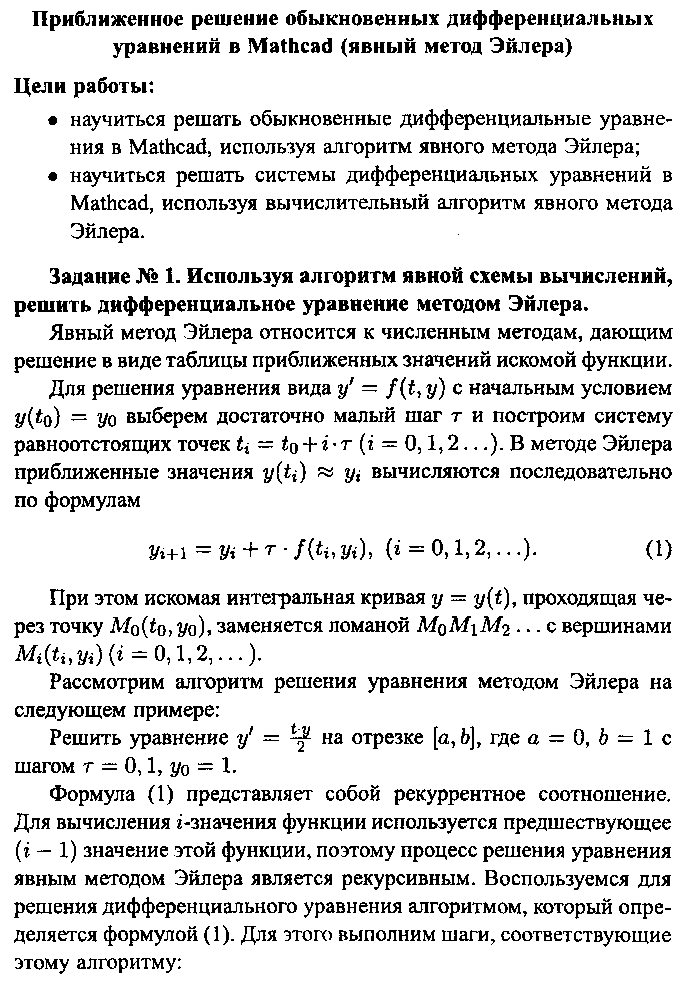 Приближенное решение обыкновенных дифференциальных
уравнений в Mathcad (явный метод Эйлера)
Цели работы:
• научиться решать обыкновенные дифференциальные уравне-
ния в Mathcad, используя алгоритм явного метода Эйлера;
• научиться решать системы дифференциальных уравнений в
Mathcad, используя вычислительный алгоритм явного метода
Эйлера.
Задание № 1. Используя алгоритм явной схемы вычислений,
решить дифференциальное уравнение методом Эйлера.
Явный метод Эйлера относится к численным методам, дающим
решение в виде таблицы приближенных значений искомой функции.
Для решения уравнения вида y′ = f(t, y) с начальным условием
y(t₀) = y₀ выберем достаточно малый шаг τ и построим систему
равноотстоящих точек tᵢ = t₀ + i · τ (i = 0, 1, 2 . . .). В методе Эйлера
приближенные значения y(tᵢ) ≈ yᵢ вычисляются последовательно
по формулам
yᵢ₊₁ = yᵢ + τ · f(tᵢ, yᵢ), (i = 0, 1, 2, . . .). (1)
При этом искомая интегральная кривая y = y(t), проходящая че-
рез точку M₀(t₀, y₀), заменяется ломаной M₀M₁M₂ . . . с вершинами
Mᵢ(tᵢ, yᵢ) (i = 0, 1, 2, . . . ).
Рассмотрим алгоритм решения уравнения методом Эйлера на
следующем примере:
Решить уравнение y′ = t·y/2 на отрезке [a, b], где a = 0, b = 1 с
шагом τ = 0, 1, y₀ = 1.
Формула (1) представляет собой рекуррентное соотношение.
Для вычисления i-значения функции используется предшествующее
(i − 1) значение этой функции, поэтому процесс решения уравнения
явным методом Эйлера является рекурсивным. Воспользуемся для
решения дифференциального уравнения алгоритмом, который опре-
деляется формулой (1). Для этого выполним шаги, соответствующие
этому алгоритму: